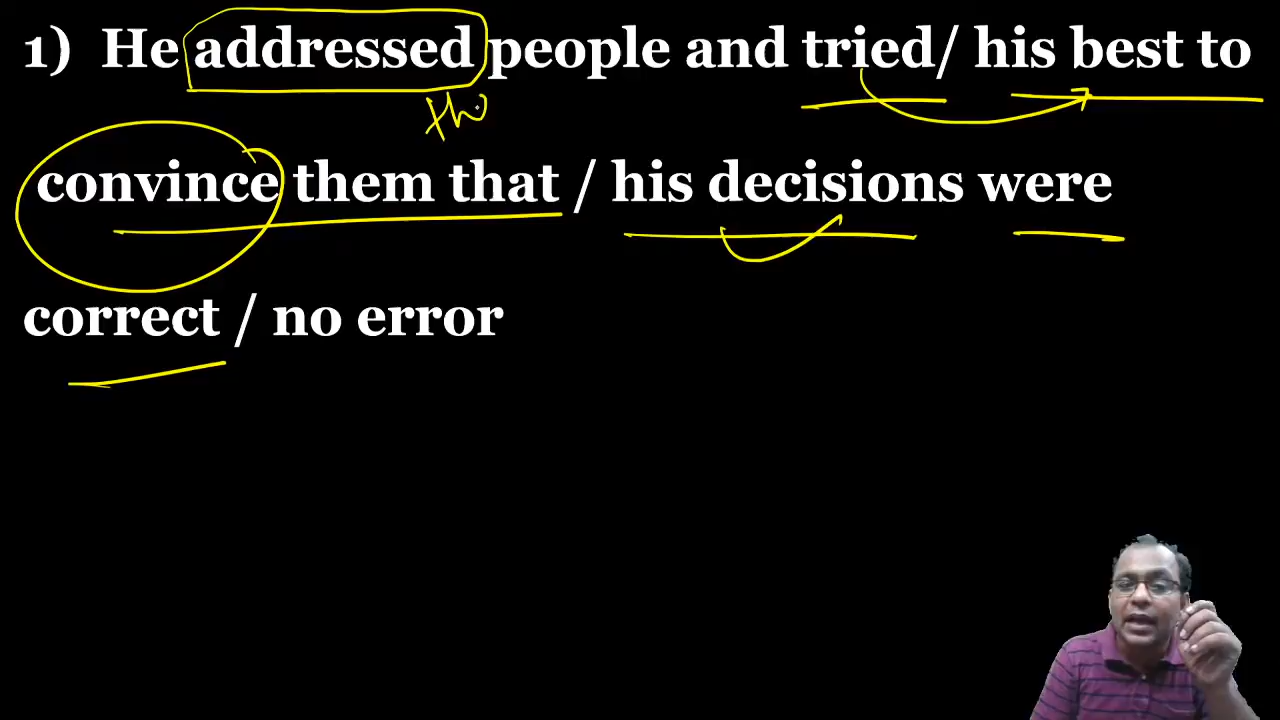 1) He addressed people and tried/ his best to
the
convince them that / his decisions were
correct / no error